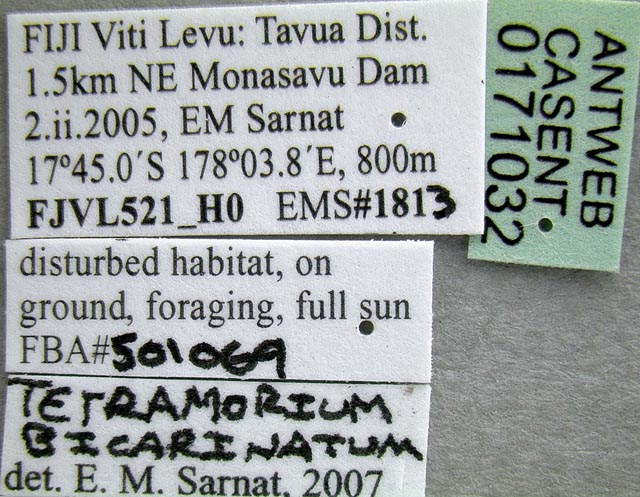 FIJI Viti Levu: Tavua Dist.
1.5km NE Monasavu Dam
2.ii.2005, EM Sarnat
17º45.0´S 178º03.8´E, 800m
FJVL521_H0 EMS#1813
ANTWEB
CASENT
0171032
disturbed habitat, on
ground, foraging, full sun
FBA#501069
TETRAMORIUM
BICARINATUM
det. E. M. Sarnat, 2007